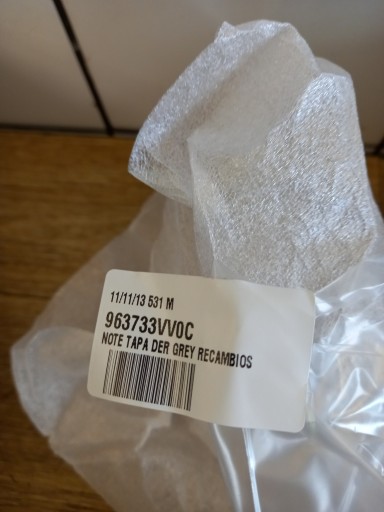 11/11/13 531 M
963733VV0C
NOTE TAPA DER GREY RECAMBIOS